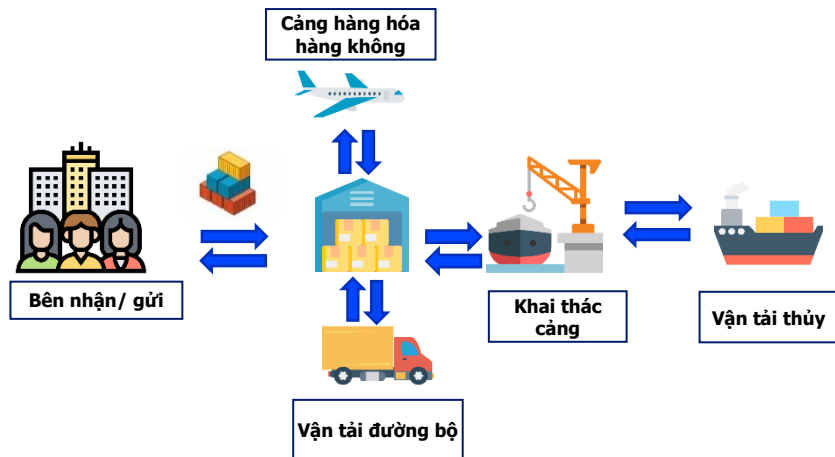 Cảng hàng hóa
hàng không
Bên nhận/ gửi
Khai thác
cảng
Vận tải thủy
Vận tải đường bộ